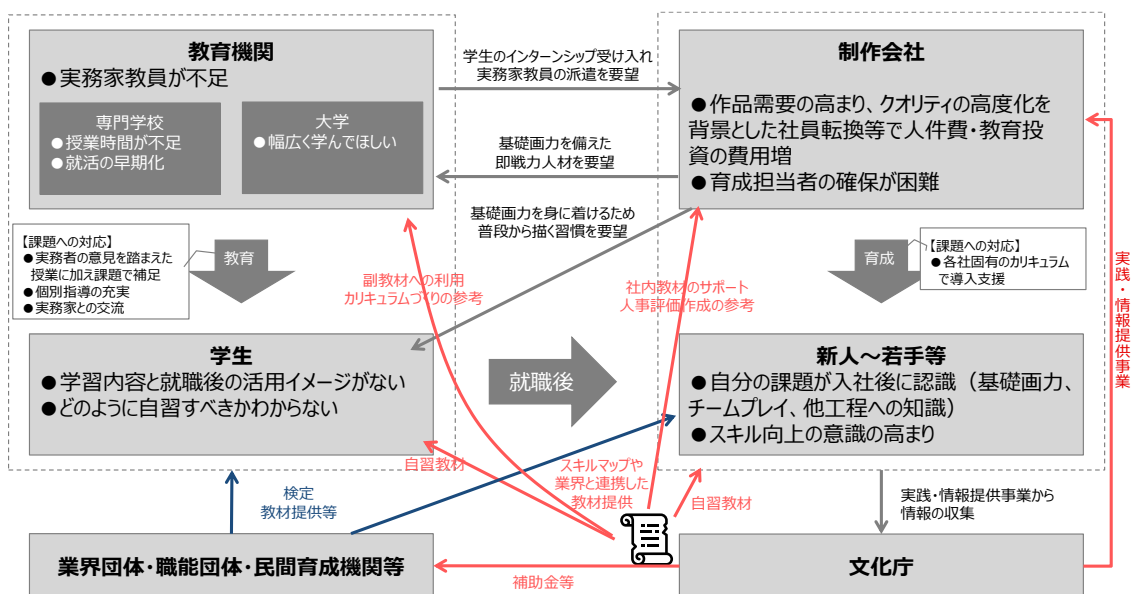 教育機関
●実務家教員が不足
専門学校
●授業時間が不足
●就活の早期化
大学
●幅広く学んでほしい
学生のインターンシップ受け入れ
実務家教員の派遣を要望
基礎画力を備えた
即戦力人材を要望
基礎画力を身に着けるため
普段から描く習慣を要望
制作会社
●作品需要の高まり、クオリティの高度化を
背景とした社員転換等で人件費・教育投
資の費用増
●育成担当者の確保が困難
【課題への対応】
●実務者の意見を踏まえた
授業に加え課題で補足
●個別指導の充実
●実務家との交流
教育
副教材への利用
カリキュラムづくりの参考
社内教材のサポート
人事評価作成の参考
育成
【課題への対応】
●各社固有のカリキュラム
で導入支援
実践・情報提供事業
学生
●学習内容と就職後の活用イメージがない
●どのように自習すべきかわからない
就職後
新人～若手等
●自分の課題が入社後に認識（基礎画力、
チームプレイ、他工程への知識）
●スキル向上の意識の高まり
自習教材
スキルマップや
業界と連携した
教材提供
自習教材
検定
教材提供等
実践・情報提供事業から
情報の収集
業界団体・職能団体・民間育成機関等
補助金等
文化庁